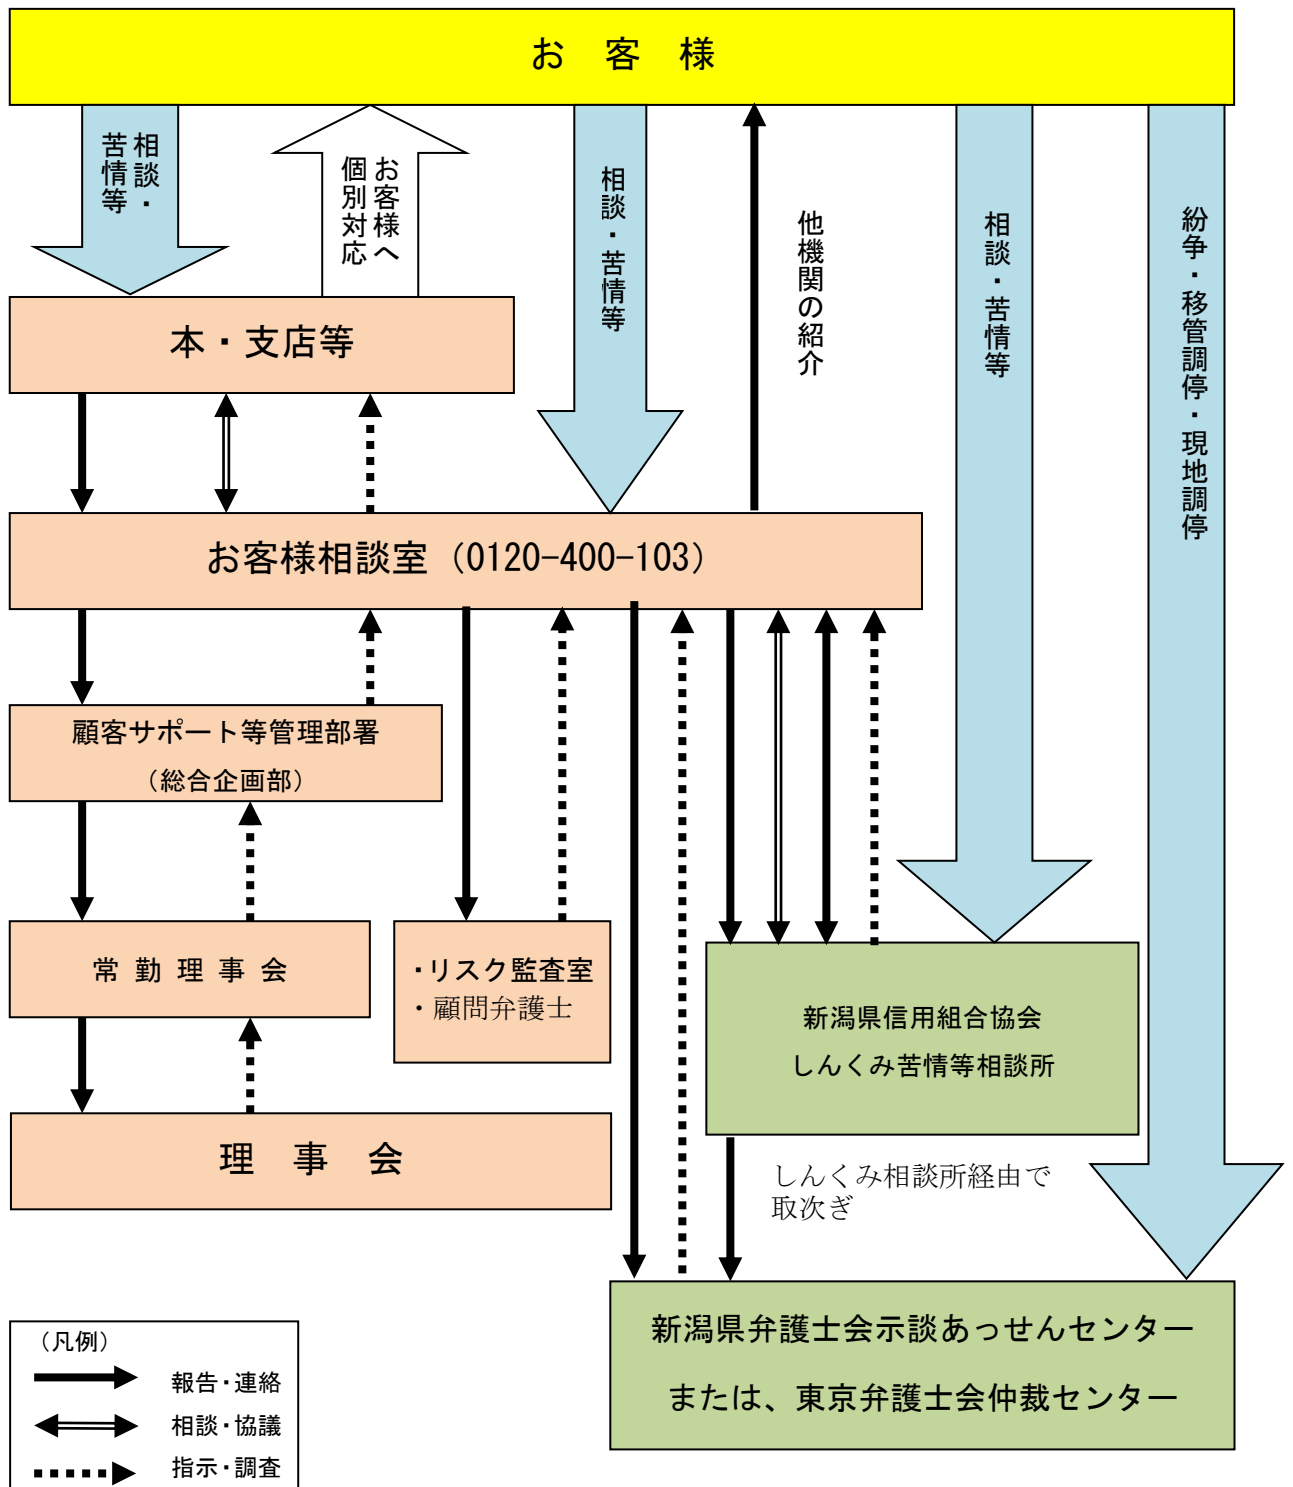 お 客 様
相談・
苦情等
お客様へ
個別対応
相談・苦情等
他機関の紹介
相談・苦情等
紛争・移管調停・現地調停
本・支店等
お客様相談室（0120-400-103）
顧客サポート等管理部署
（総合企画部）
常 勤 理 事 会
・リスク監査室
・顧問弁護士
新潟県信用組合協会
しんくみ苦情等相談所
理 事 会
しんくみ相談所経由で
取次ぎ
新潟県弁護士会示談あっせんセンター
または、東京弁護士会仲裁センター
（凡例）
報告・連絡
相談・協議
指示・調査